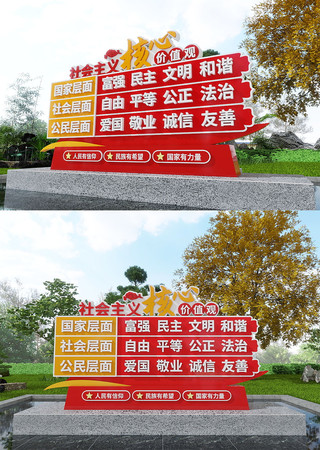 社会主义核心价值观
国家层面 富强 民主 文明 和谐
社会层面 自由 平等 公正 法治
公民层面 爱国 敬业 诚信 友善
★人民有信仰 ★民族有希望 ★国家有力量
社会主义核心价值观
国家层面 富强 民主 文明 和谐
社会层面 自由 平等 公正 法治
公民层面 爱国 敬业 诚信 友善
★人民有信仰 ★民族有希望 ★国家有力量